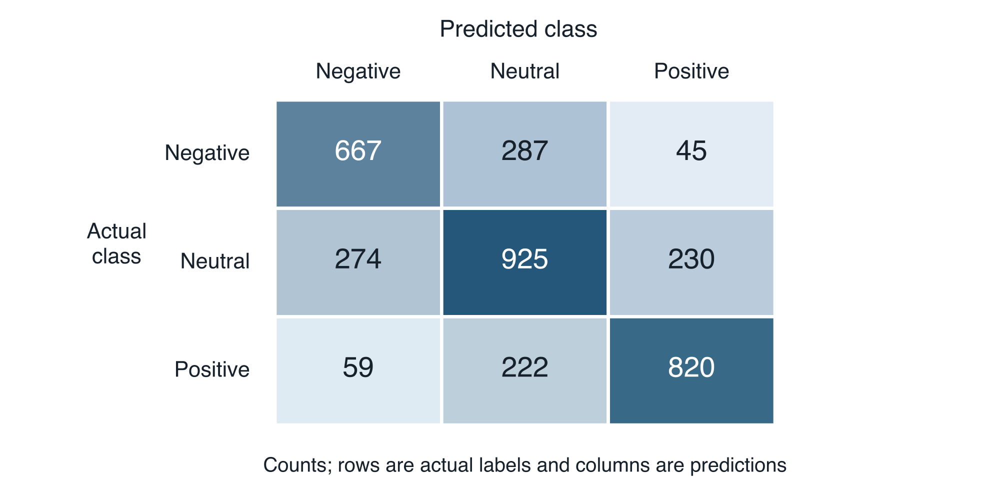 Predicted class
Negative Neutral Positive
Negative 667 287 45
Actual
class
Neutral 274 925 230
Positive 59 222 820
Counts; rows are actual labels and columns are predictions